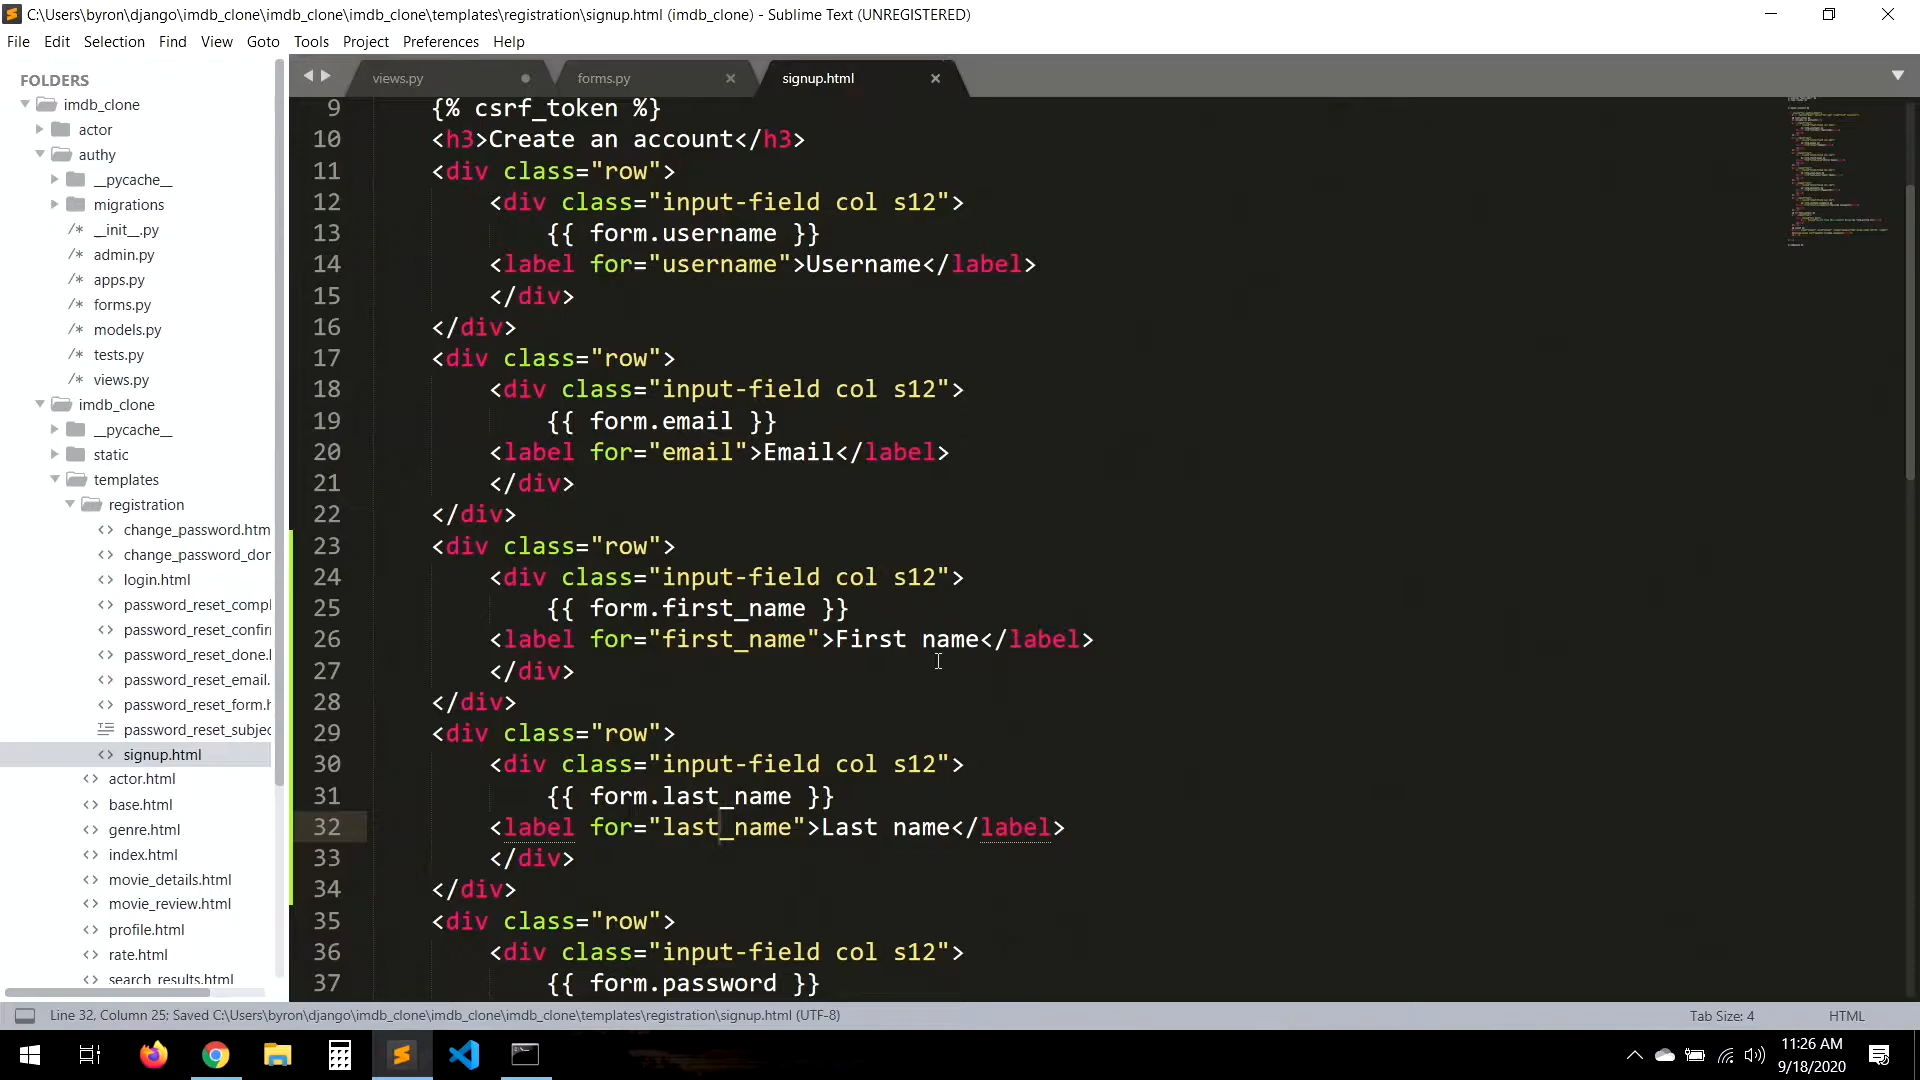 C:\Users\byron\django\imdb_clone\imdb_clone\imdb_clone\templates\registration\signup.html (imdb_clone) - Sublime Text (UNREGISTERED)
File Edit Selection Find View Goto Tools Project Preferences Help
FOLDERS
imdb_clone
actor
authy
__pycache__
migrations
/* __init__.py
/* admin.py
/* apps.py
/* forms.py
/* models.py
/* tests.py
/* views.py
imdb_clone
__pycache__
static
templates
registration
<> change_password.htm
<> change_password_dor
<> login.html
<> password_reset_compl
<> password_reset_confirı
<> password_reset_done.l
<> password_reset_email.
<> password_reset_form.h
password_reset_subjec
<> signup.html
<> actor.html
<> base.html
<> genre.html
<> index.html
<> movie_details.html
<> movie_review.html
<> profile.html
<> rate.html
<> search_results.html
views.py forms.py signup.html
9 {% csrf_token %}
10 <h3>Create an account</h3>
11 <div class="row">
12 <div class="input-field col s12">
13 {{ form.username }}
14 <label for="username">Username</label>
15 </div>
16 </div>
17 <div class="row">
18 <div class="input-field col s12">
19 {{ form.email }}
20 <label for="email">Email</label>
21 </div>
22 </div>
23 <div class="row">
24 <div class="input-field col s12">
25 {{ form.first_name }}
26 <label for="first_name">First name</label>
27 </div>
28 </div>
29 <div class="row">
30 <div class="input-field col s12">
31 {{ form.last_name }}
32 <label for="last_name">Last name</label>
33 </div>
34 </div>
35 <div class="row">
36 <div class="input-field col s12">
37 {{ form.password }}
Line 32, Column 25; Saved C:\Users\byron\django\imdb_clone\imdb_clone\imdb_clone\templates\registration\signup.html (UTF-8) Tab Size: 4 HTML
11:26 AM
9/18/2020